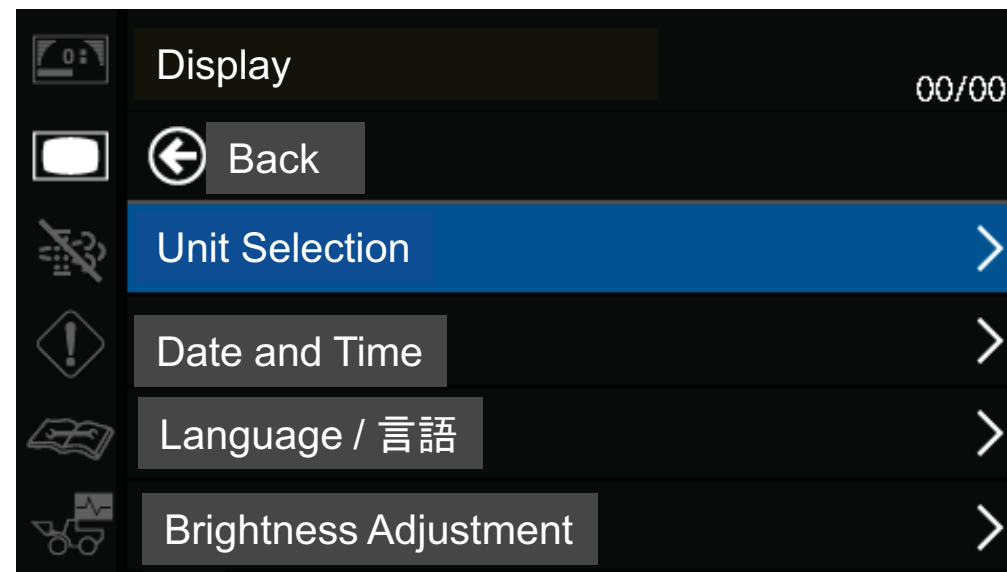 Display
00/00
Back
Unit Selection
Date and Time
Language / 言語
Brightness Adjustment